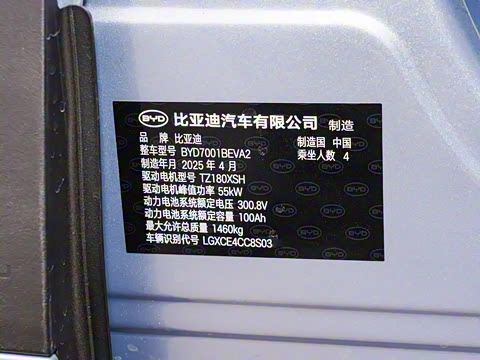 BYD 比亚迪汽车有限公司 制造
品 牌 比亚迪 制造国 中国
整车型号 BYD7001BEVA2 乘坐人数 4
制造年月 2025 年 4 月
驱动电机型号 TZ180XSH
驱动电机峰值功率 55kW
动力电池系统额定电压 300.8V
动力电池系统额定容量 100Ah
最大允许总质量 1460kg
车辆识别代号 LGXCE4CC8S03